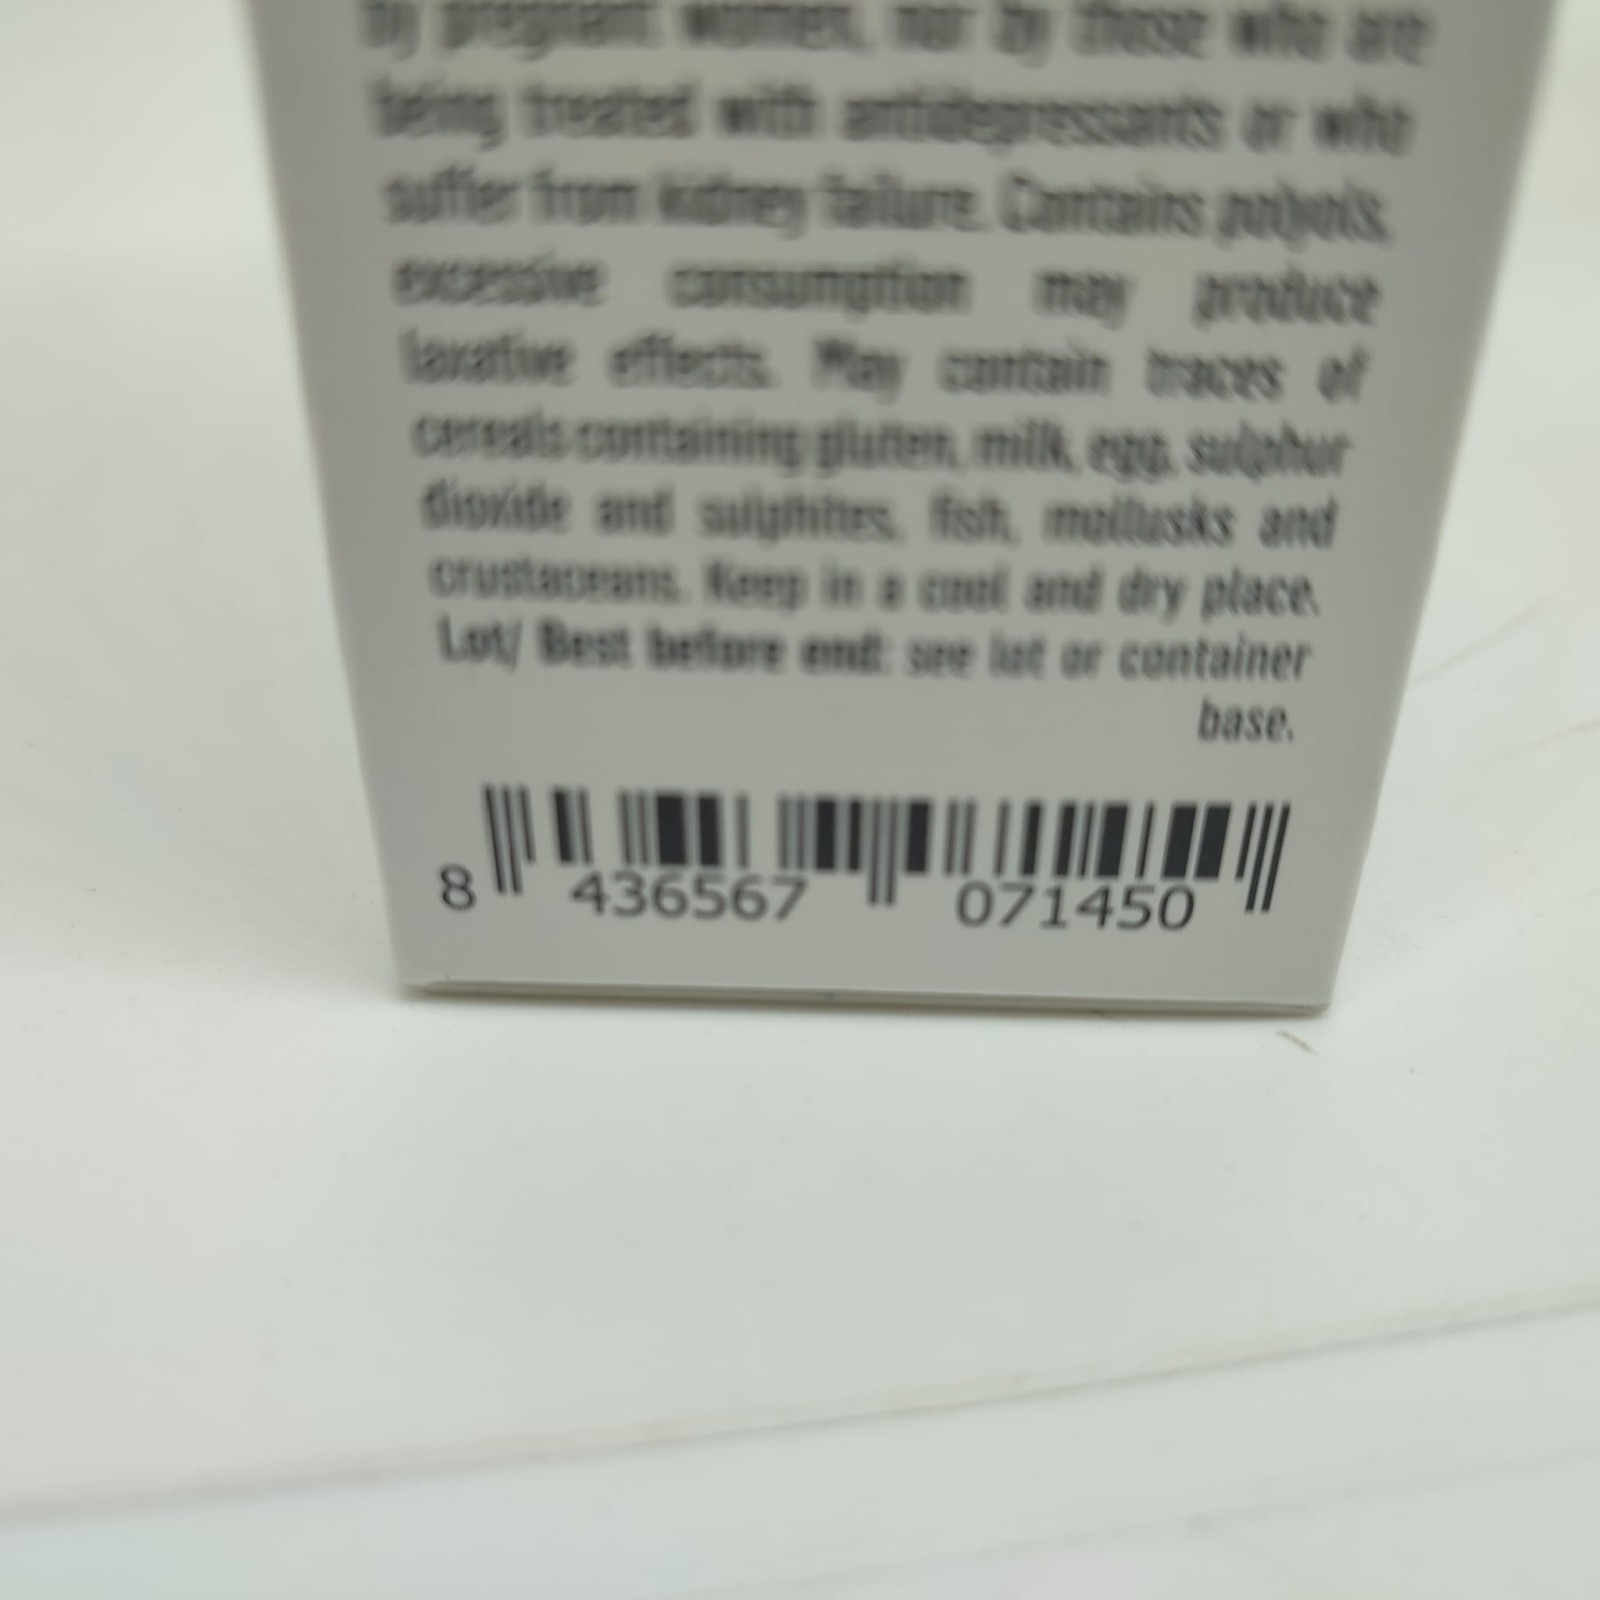 by pregnant women, nor by those who are
being treated with antidepressants or who
suffer from kidney failure. Contains polyols,
excessive consumption may produce
laxative effects. May contain traces of
cereals containing gluten, milk, egg, sulphur
dioxide and sulphites, fish, mollusks and
crustaceans. Keep in a cool and dry place.
Lot/ Best before end: see lot or container
base.
8 436567 071450